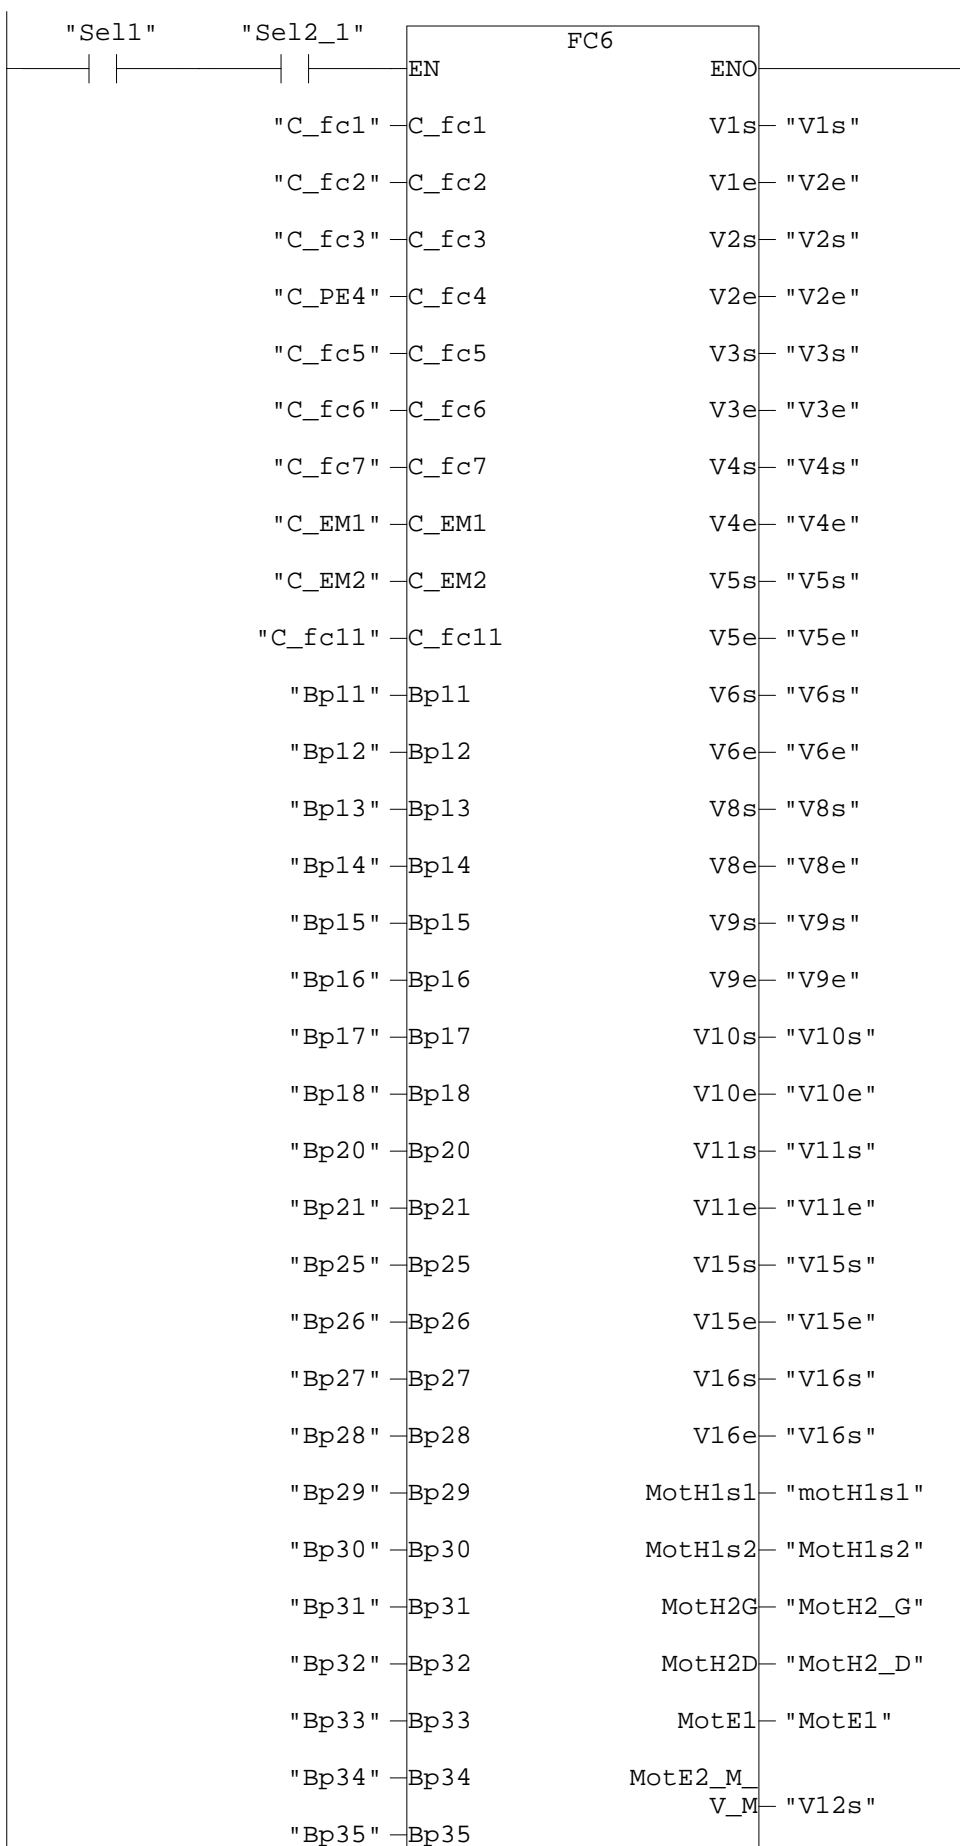 "Sel1" "Sel2_1" FC6
EN ENO
"C_fc1" C_fc1 V1s "V1s"
"C_fc2" C_fc2 V1e "V2e"
"C_fc3" C_fc3 V2s "V2s"
"C_PE4" C_fc4 V2e "V2e"
"C_fc5" C_fc5 V3s "V3s"
"C_fc6" C_fc6 V3e "V3e"
"C_fc7" C_fc7 V4s "V4s"
"C_EM1" C_EM1 V4e "V4e"
"C_EM2" C_EM2 V5s "V5s"
"C_fc11" C_fc11 V5e "V5e"
"Bp11" Bp11 V6s "V6s"
"Bp12" Bp12 V6e "V6e"
"Bp13" Bp13 V8s "V8s"
"Bp14" Bp14 V8e "V8e"
"Bp15" Bp15 V9s "V9s"
"Bp16" Bp16 V9e "V9e"
"Bp17" Bp17 V10s "V10s"
"Bp18" Bp18 V10e "V10e"
"Bp20" Bp20 V11s "V11s"
"Bp21" Bp21 V11e "V11e"
"Bp25" Bp25 V15s "V15s"
"Bp26" Bp26 V15e "V15e"
"Bp27" Bp27 V16s "V16s"
"Bp28" Bp28 V16e "V16s"
"Bp29" Bp29 MotH1s1 "motH1s1"
"Bp30" Bp30 MotH1s2 "MotH1s2"
"Bp31" Bp31 MotH2G "MotH2_G"
"Bp32" Bp32 MotH2D "MotH2_D"
"Bp33" Bp33 MotE1 "MotE1"
"Bp34" Bp34 MotE2_M_
V_M "V12s"
"Bp35" Bp35